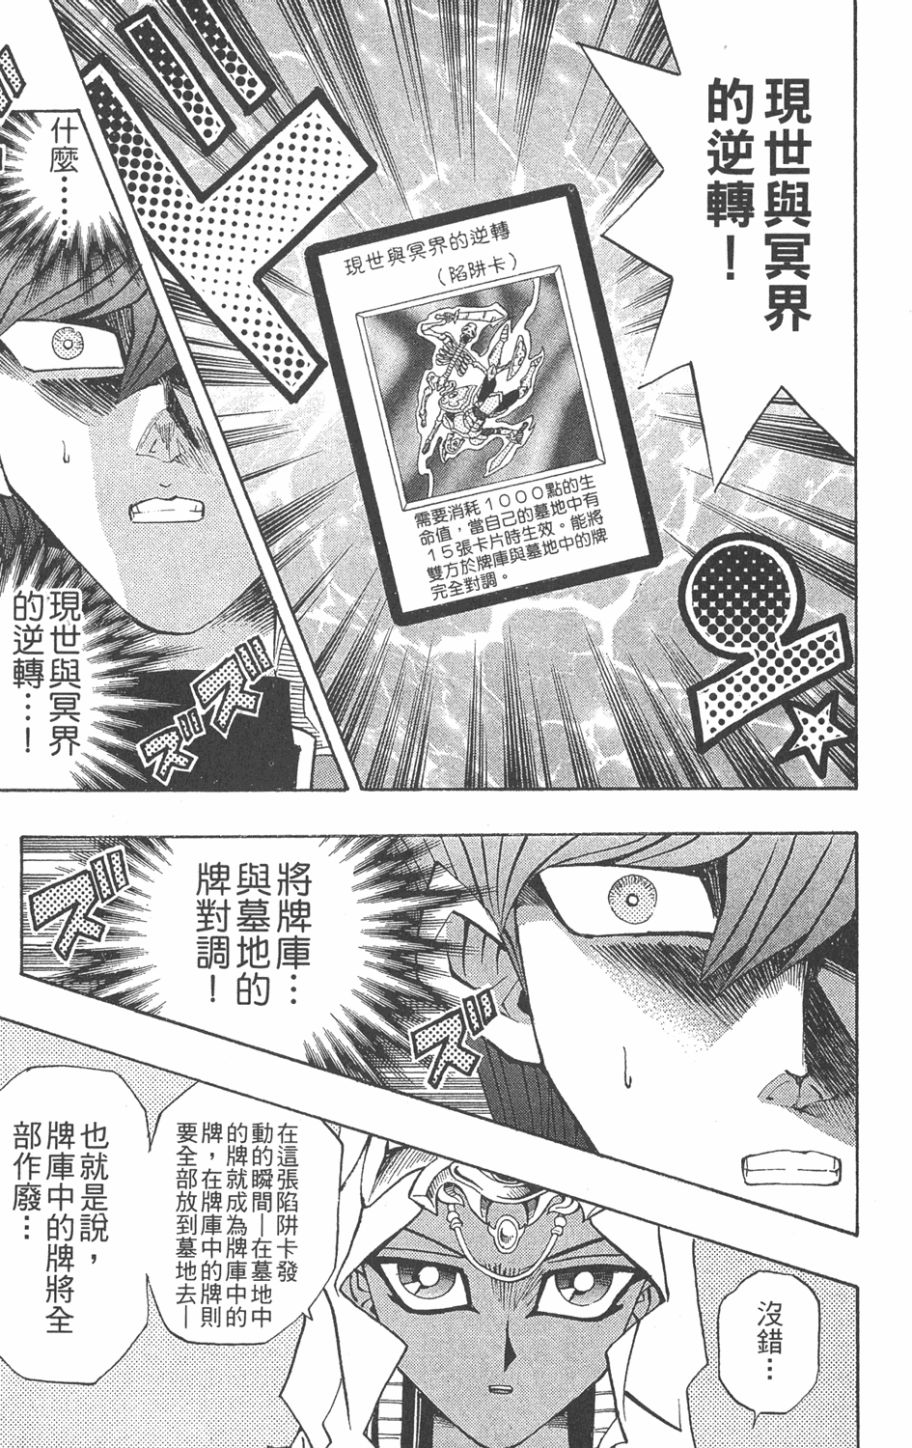 現世與冥界
的逆轉！
現世與冥界的逆轉
（陷阱卡）
需要消耗１０００點的生
命值，當自己的墓地中有
１５張卡片時生效。能將
雙方於牌庫與墓地中的牌
完全對調。
ド
ン
什麼…
現世與冥界
的逆轉…！
ズズ
將牌庫…
與墓地的
牌對調！
ズ
ズ
沒錯…
在這張陷阱卡發
動的瞬間—在墓地中
的牌就成為牌庫中的
牌，在牌庫中的牌則
要全部放到墓地去—
也就是說，
牌庫中的牌將全
部作廢…